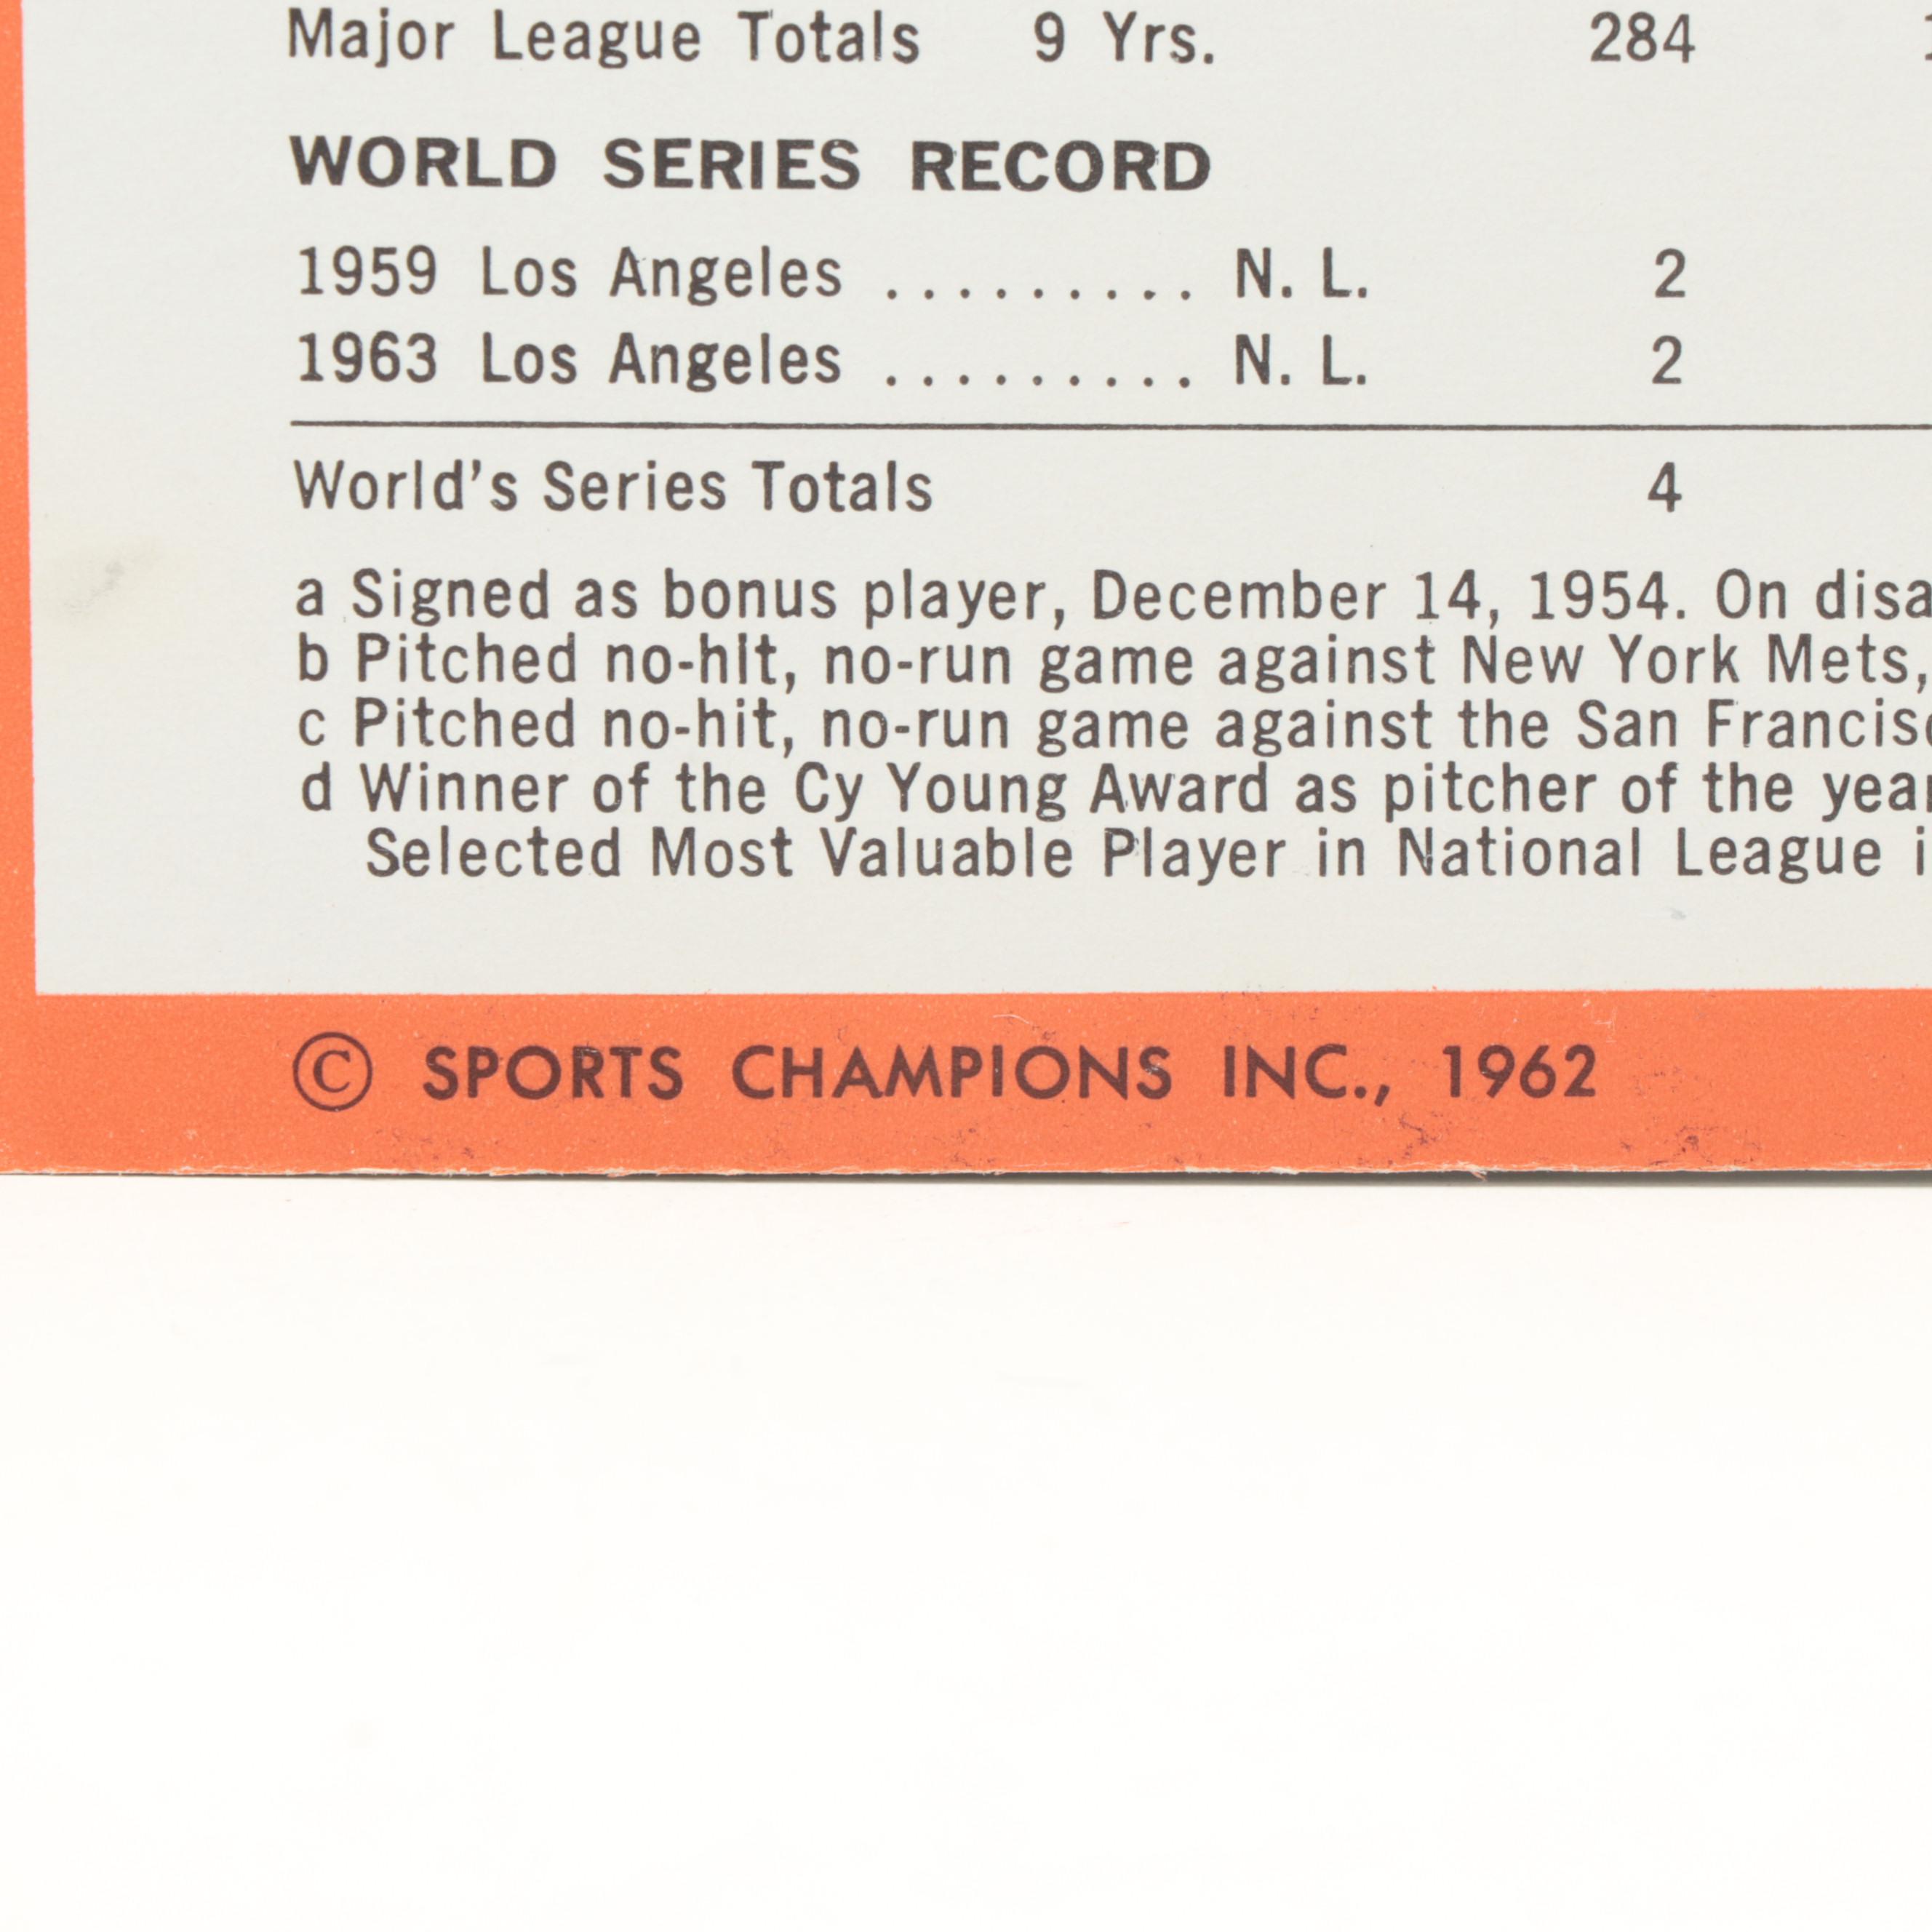 Major League Totals 9 Yrs. 284
WORLD SERIES RECORD
1959 Los Angeles ......... N. L. 2
1963 Los Angeles ......... N. L. 2
World's Series Totals 4
a Signed as bonus player, December 14, 1954. On disa
b Pitched no-hit, no-run game against New York Mets,
c Pitched no-hit, no-run game against the San Francisc
d Winner of the Cy Young Award as pitcher of the year
Selected Most Valuable Player in National League i
© SPORTS CHAMPIONS INC., 1962